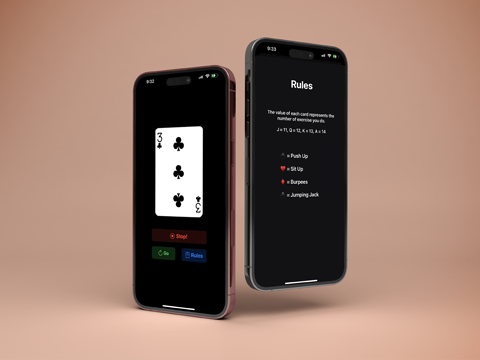 9:32
3
3
Stop!
Go
Rules
9:33
Rules
The value of each card represents the
number of exercise you do.
J = 11, Q = 12, K = 13, A = 14
= Push Up
= Sit Up
= Burpees
= Jumping Jack